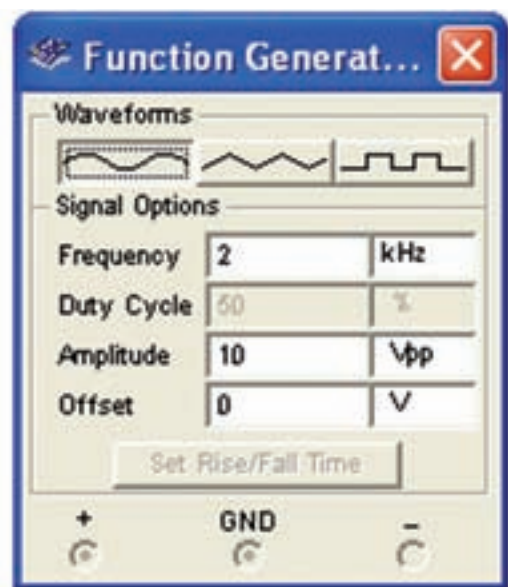 Function Generat...
Waveforms
Signal Options
Frequency 2 kHz
Duty Cycle 50 %
Amplitude 10 Vpp
Offset 0 V
Set Rise/Fall Time
+ GND –